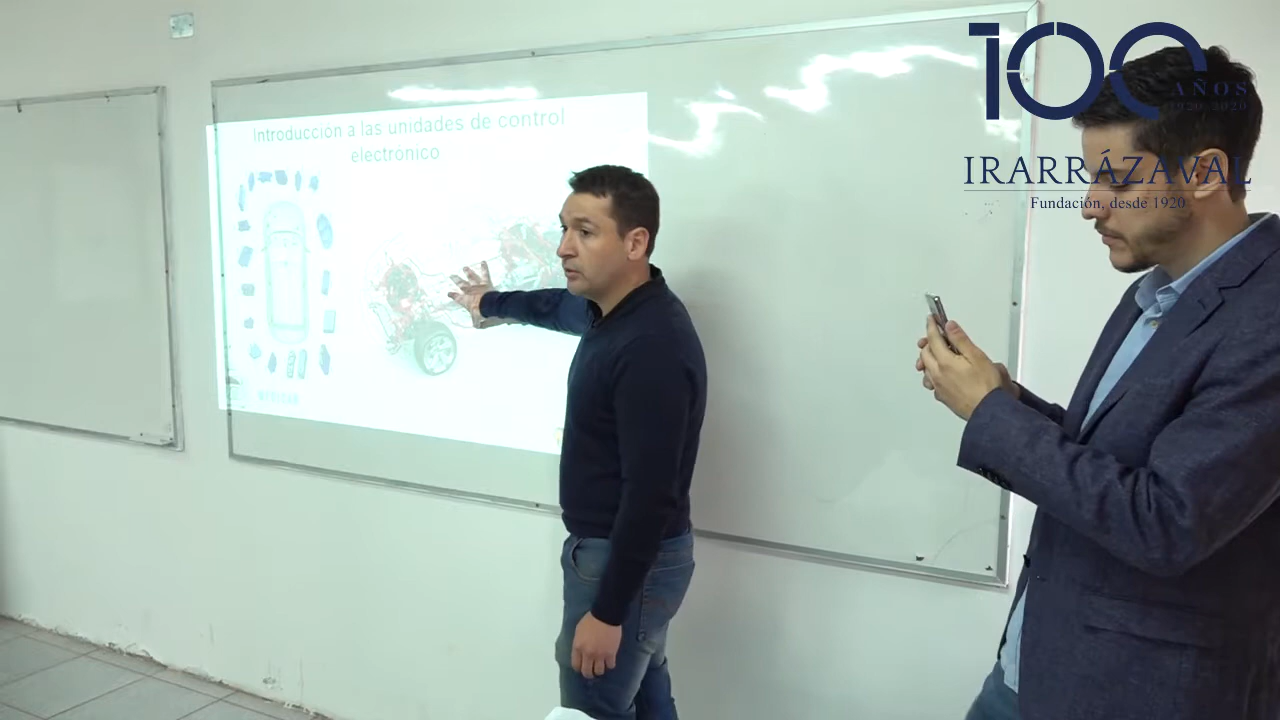 Introducción a las unidades de control
electrónico
100
AÑOS
1920-2020
IRARRÁZAVAL
Fundación, desde 1920